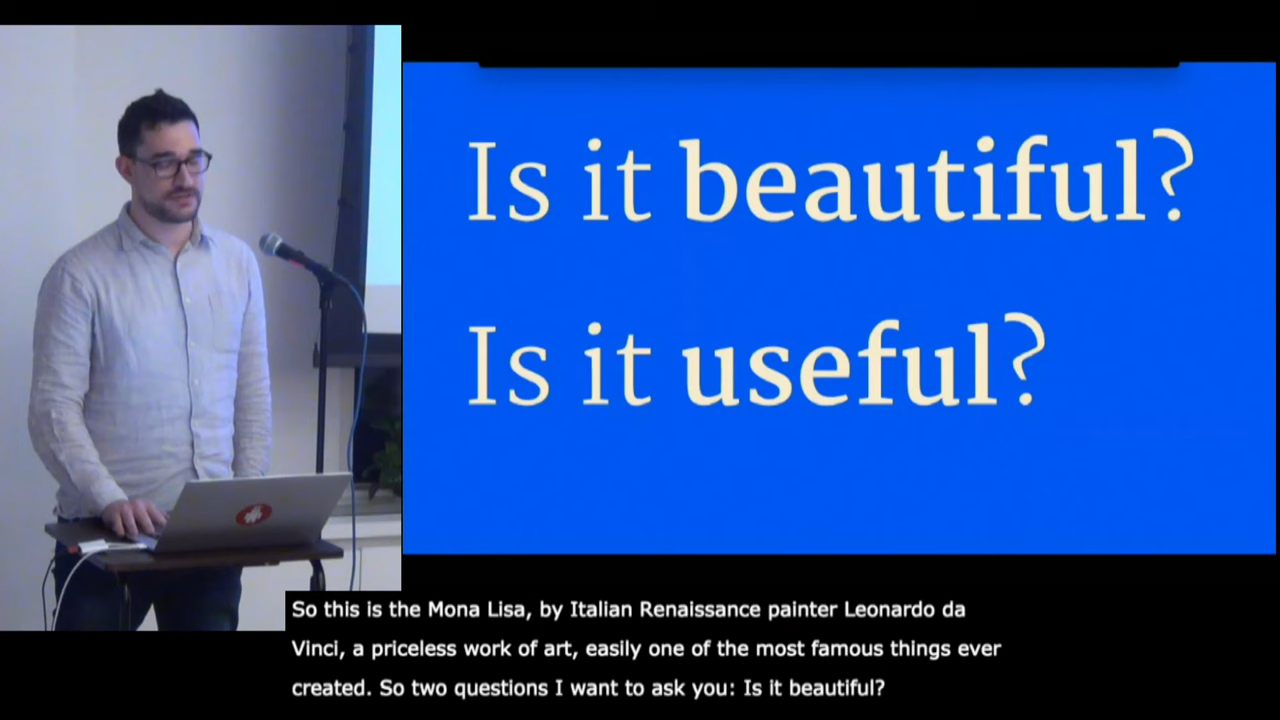 Is it beautiful?
Is it useful?
So this is the Mona Lisa, by Italian Renaissance painter Leonardo da
Vinci, a priceless work of art, easily one of the most famous things ever
created. So two questions I want to ask you: Is it beautiful?